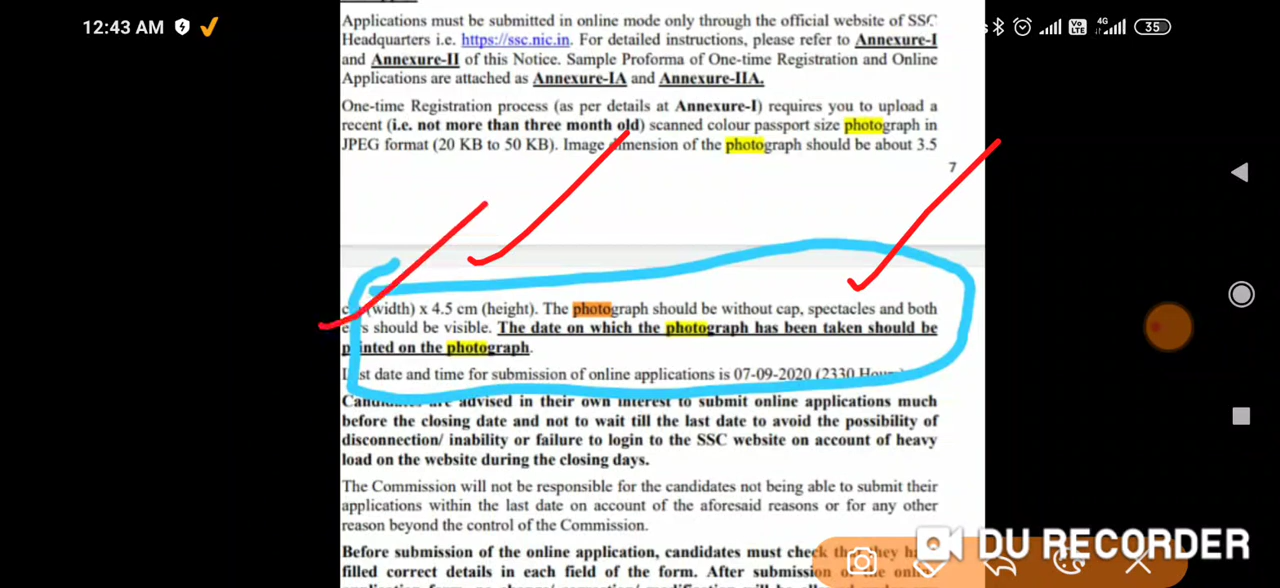 12:43 AM
Vo LTE 4G 35
Applications must be submitted in online mode only through the official website of SSC
Headquarters i.e. https://ssc.nic.in. For detailed instructions, please refer to Annexure-I
and Annexure-II of this Notice. Sample Proforma of One-time Registration and Online
Applications are attached as Annexure-IA and Annexure-IIA.
One-time Registration process (as per details at Annexure-I) requires you to upload a
recent (i.e. not more than three month old) scanned colour passport size photograph in
JPEG format (20 KB to 50 KB). Image dimension of the photograph should be about 3.5
7
(width) x 4.5 cm (height). The photograph should be without cap, spectacles and both
should be visible. The date on which the photograph has been taken should be
printed on the photograph.
Last date and time for submission of online applications is 07-09-2020 (2330
Candidates are advised in their own interest to submit online applications much
before the closing date and not to wait till the last date to avoid the possibility of
disconnection/ inability or failure to login to the SSC website on account of heavy
load on the website during the closing days.
The Commission will not be responsible for the candidates not being able to submit their
applications within the last date on account of the aforesaid reasons or for any other
reason beyond the control of the Commission.
Before submission of the online application, candidates must check
filled correct details in each field of the form. After submission
DU RECORDER